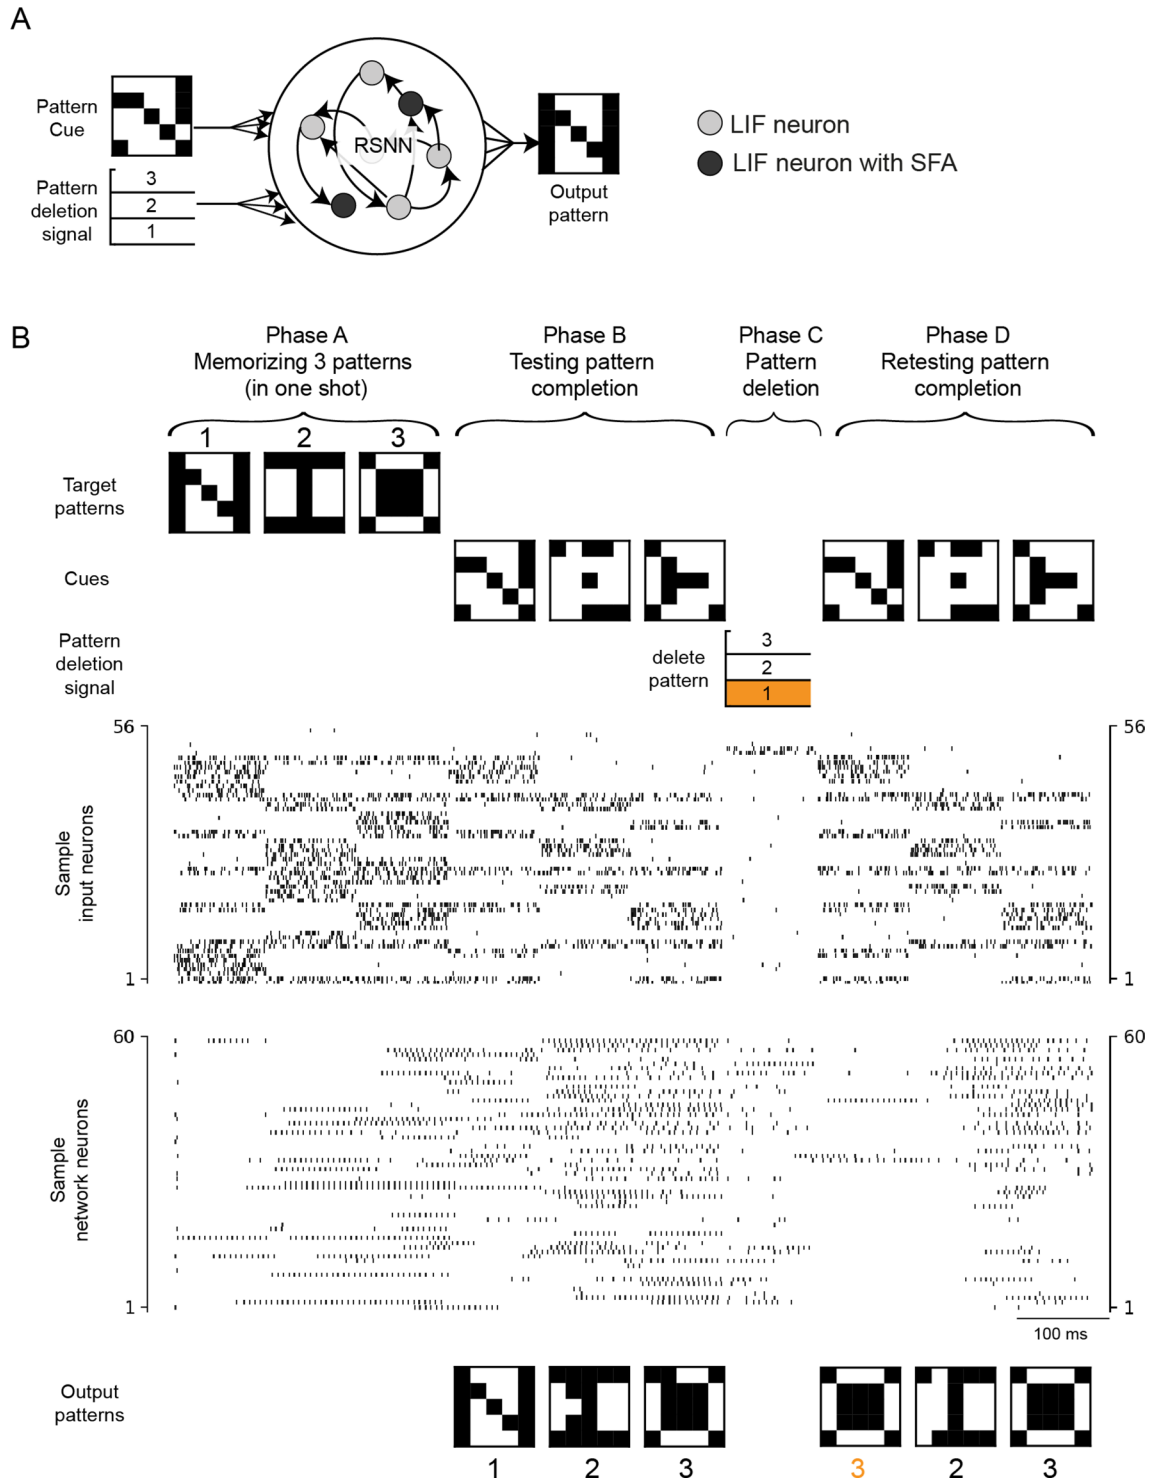 A
Pattern
Cue
Pattern
deletion
signal
3
2
1
RSNN
Output
pattern
LIF neuron
LIF neuron with SFA
B
Phase A
Memorizing 3 patterns
(in one shot)
Phase B
Testing pattern
completion
Phase C
Pattern
deletion
Phase D
Retesting pattern
completion
1 2 3
Target
patterns
Cues
Pattern
deletion
signal
delete
pattern
3
2
1
56
56
Sample
input neurons
1
1
60
60
Sample
network neurons
1
1
100 ms
Output
patterns
1 2 3 3 2 3